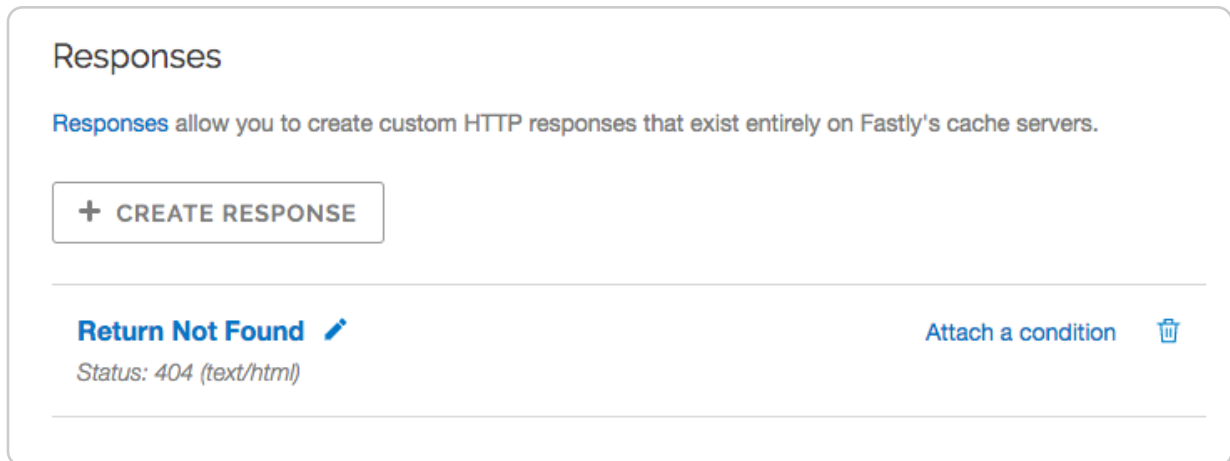 Responses
Responses allow you to create custom HTTP responses that exist entirely on Fastly's cache servers.
+ CREATE RESPONSE
Return Not Found
Attach a condition
Status: 404 (text/html)